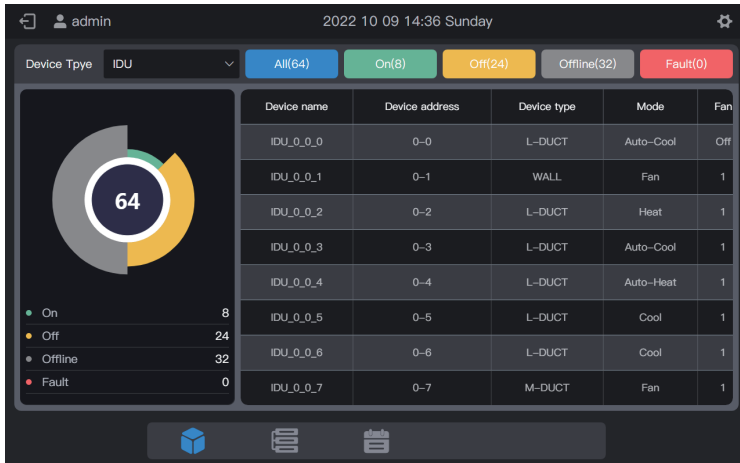 admin 2022 10 09 14:36 Sunday
Device Tpye IDU All(64) On(8) Off(24) Offline(32) Fault(0)
64
On 8
Off 24
Offline 32
Fault 0
Device name Device address Device type Mode Fan
IDU_0_0_0 0-0 L-DUCT Auto-Cool Off
IDU_0_0_1 0-1 WALL Fan 1
IDU_0_0_2 0-2 L-DUCT Heat 1
IDU_0_0_3 0-3 L-DUCT Auto-Cool 1
IDU_0_0_4 0-4 L-DUCT Auto-Heat 1
IDU_0_0_5 0-5 L-DUCT Cool 1
IDU_0_0_6 0-6 L-DUCT Cool 1
IDU_0_0_7 0-7 M-DUCT Fan 1